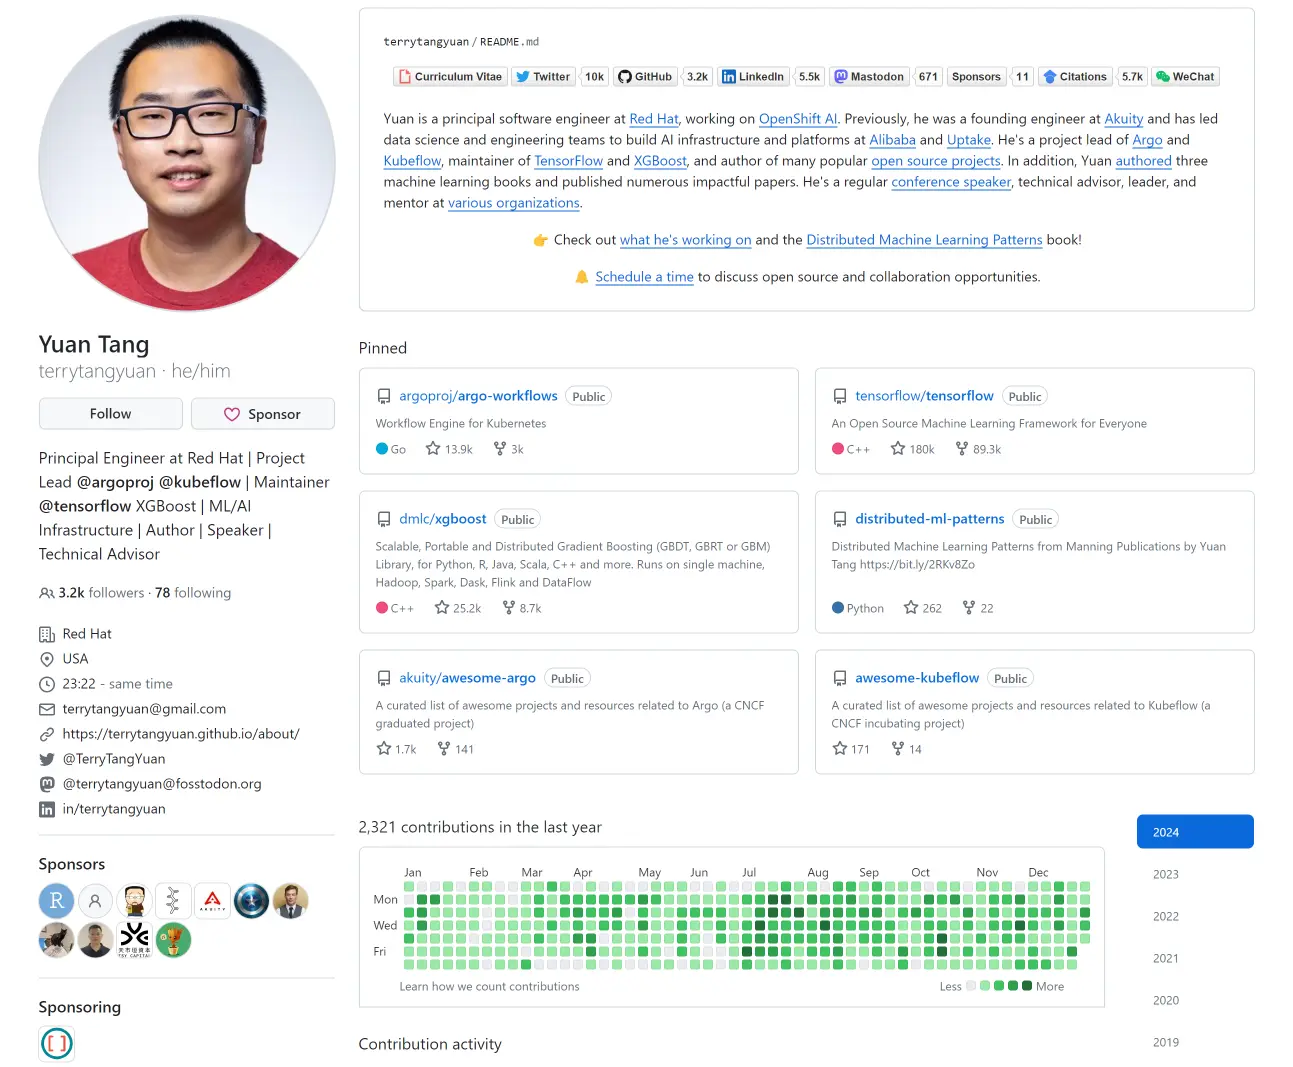 terrytangyuan / README.md
Curriculum Vitae Twitter 10k GitHub 3.2k LinkedIn 5.5k Mastodon 671 Sponsors 11 Citations 5.7k WeChat
Yuan is a principal software engineer at Red Hat, working on OpenShift AI. Previously, he was a founding engineer at Akuity and has led
data science and engineering teams to build AI infrastructure and platforms at Alibaba and Uptake. He's a project lead of Argo and
Kubeflow, maintainer of TensorFlow and XGBoost, and author of many popular open source projects. In addition, Yuan authored three
machine learning books and published numerous impactful papers. He's a regular conference speaker, technical advisor, leader, and
mentor at various organizations.
👉 Check out what he's working on and the Distributed Machine Learning Patterns book!
🔔 Schedule a time to discuss open source and collaboration opportunities.
Yuan Tang
terrytangyuan · he/him
Follow Sponsor
Principal Engineer at Red Hat | Project
Lead @argoproj @kubeflow | Maintainer
@tensorflow XGBoost | ML/AI
Infrastructure | Author | Speaker |
Technical Advisor
3.2k followers · 78 following
Red Hat
USA
23:22 - same time
terrytangyuan@gmail.com
https://terrytangyuan.github.io/about/
@TerryTangYuan
@terrytangyuan@fosstodon.org
in/terrytangyuan
Sponsors
R
AKUITY
Sponsoring
Pinned
argoproj/argo-workflows Public
Workflow Engine for Kubernetes
Go 13.9k 3k
tensorflow/tensorflow Public
An Open Source Machine Learning Framework for Everyone
C++ 180k 89.3k
dmlc/xgboost Public
Scalable, Portable and Distributed Gradient Boosting (GBDT, GBRT or GBM)
Library, for Python, R, Java, Scala, C++ and more. Runs on single machine,
Hadoop, Spark, Dask, Flink and DataFlow
C++ 25.2k 8.7k
distributed-ml-patterns Public
Distributed Machine Learning Patterns from Manning Publications by Yuan
Tang https://bit.ly/2RKv8Zo
Python 262 22
akuity/awesome-argo Public
A curated list of awesome projects and resources related to Argo (a CNCF
graduated project)
1.7k 141
awesome-kubeflow Public
A curated list of awesome projects and resources related to Kubeflow (a
CNCF incubating project)
171 14
2,321 contributions in the last year
Jan Feb Mar Apr May Jun Jul Aug Sep Oct Nov Dec
Mon
Wed
Fri
Learn how we count contributions
Less More
2024
2023
2022
2021
2020
2019
Contribution activity